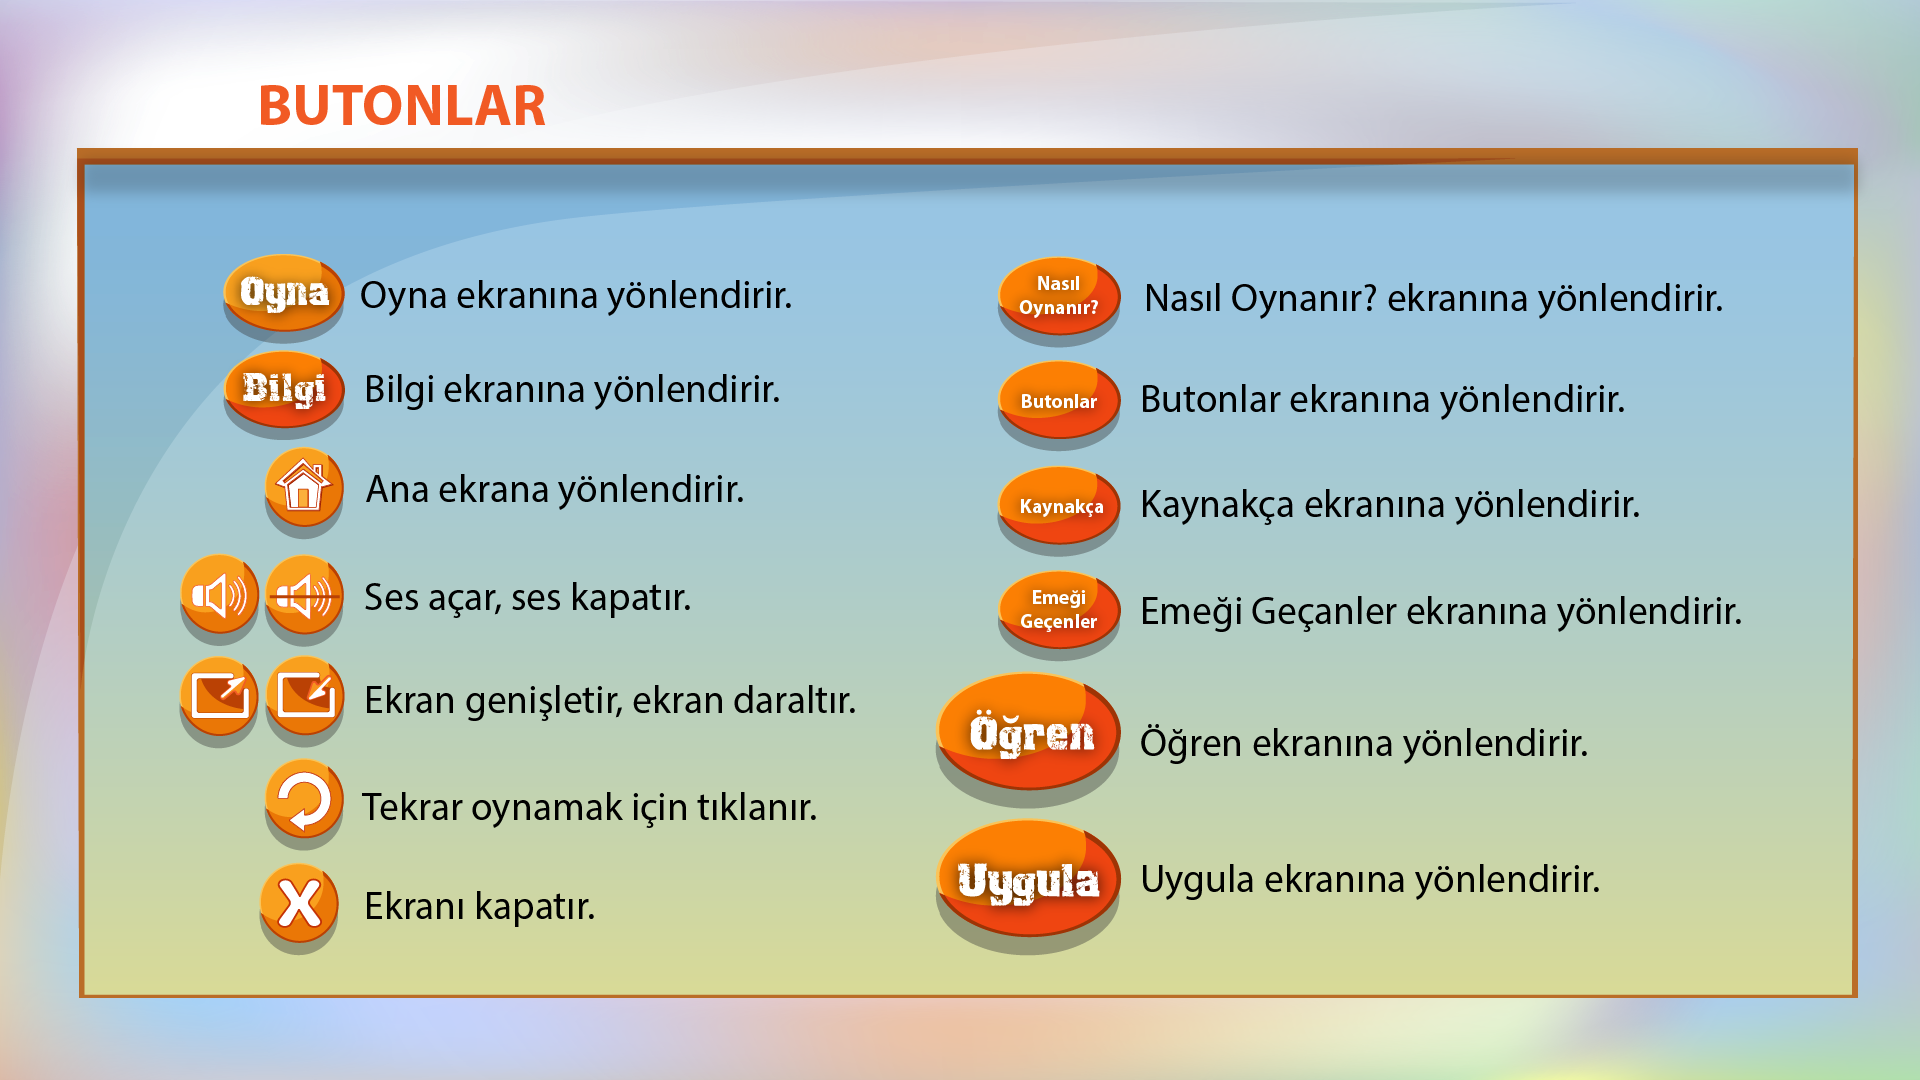 BUTONLAR
Oyna
Oyna ekranına yönlendirir.
Bilgi
Bilgi ekranına yönlendirir.
Ana ekrana yönlendirir.
Ses açar, ses kapatır.
Ekran genişletir, ekran daraltır.
Tekrar oynamak için tıklanır.
X
Ekranı kapatır.
Nasıl
Oynanır?
Nasıl Oynanır? ekranına yönlendirir.
Butonlar
Butonlar ekranına yönlendirir.
Kaynakça
Kaynakça ekranına yönlendirir.
Emeği
Geçenler
Emeği Geçanler ekranına yönlendirir.
Öğren
Öğren ekranına yönlendirir.
Uygula
Uygula ekranına yönlendirir.